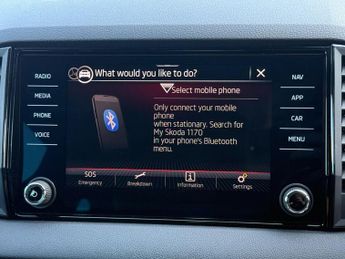 What would you like to do?
RADIO
MEDIA
PHONE
VOICE
NAV
APP
CAR
MENU
Select mobile phone
Only connect your mobile
phone
when stationary. Search for
My Skoda 1170
in your phone's Bluetooth
menu.
SOS
Emergency
Breakdown
Information
Settings